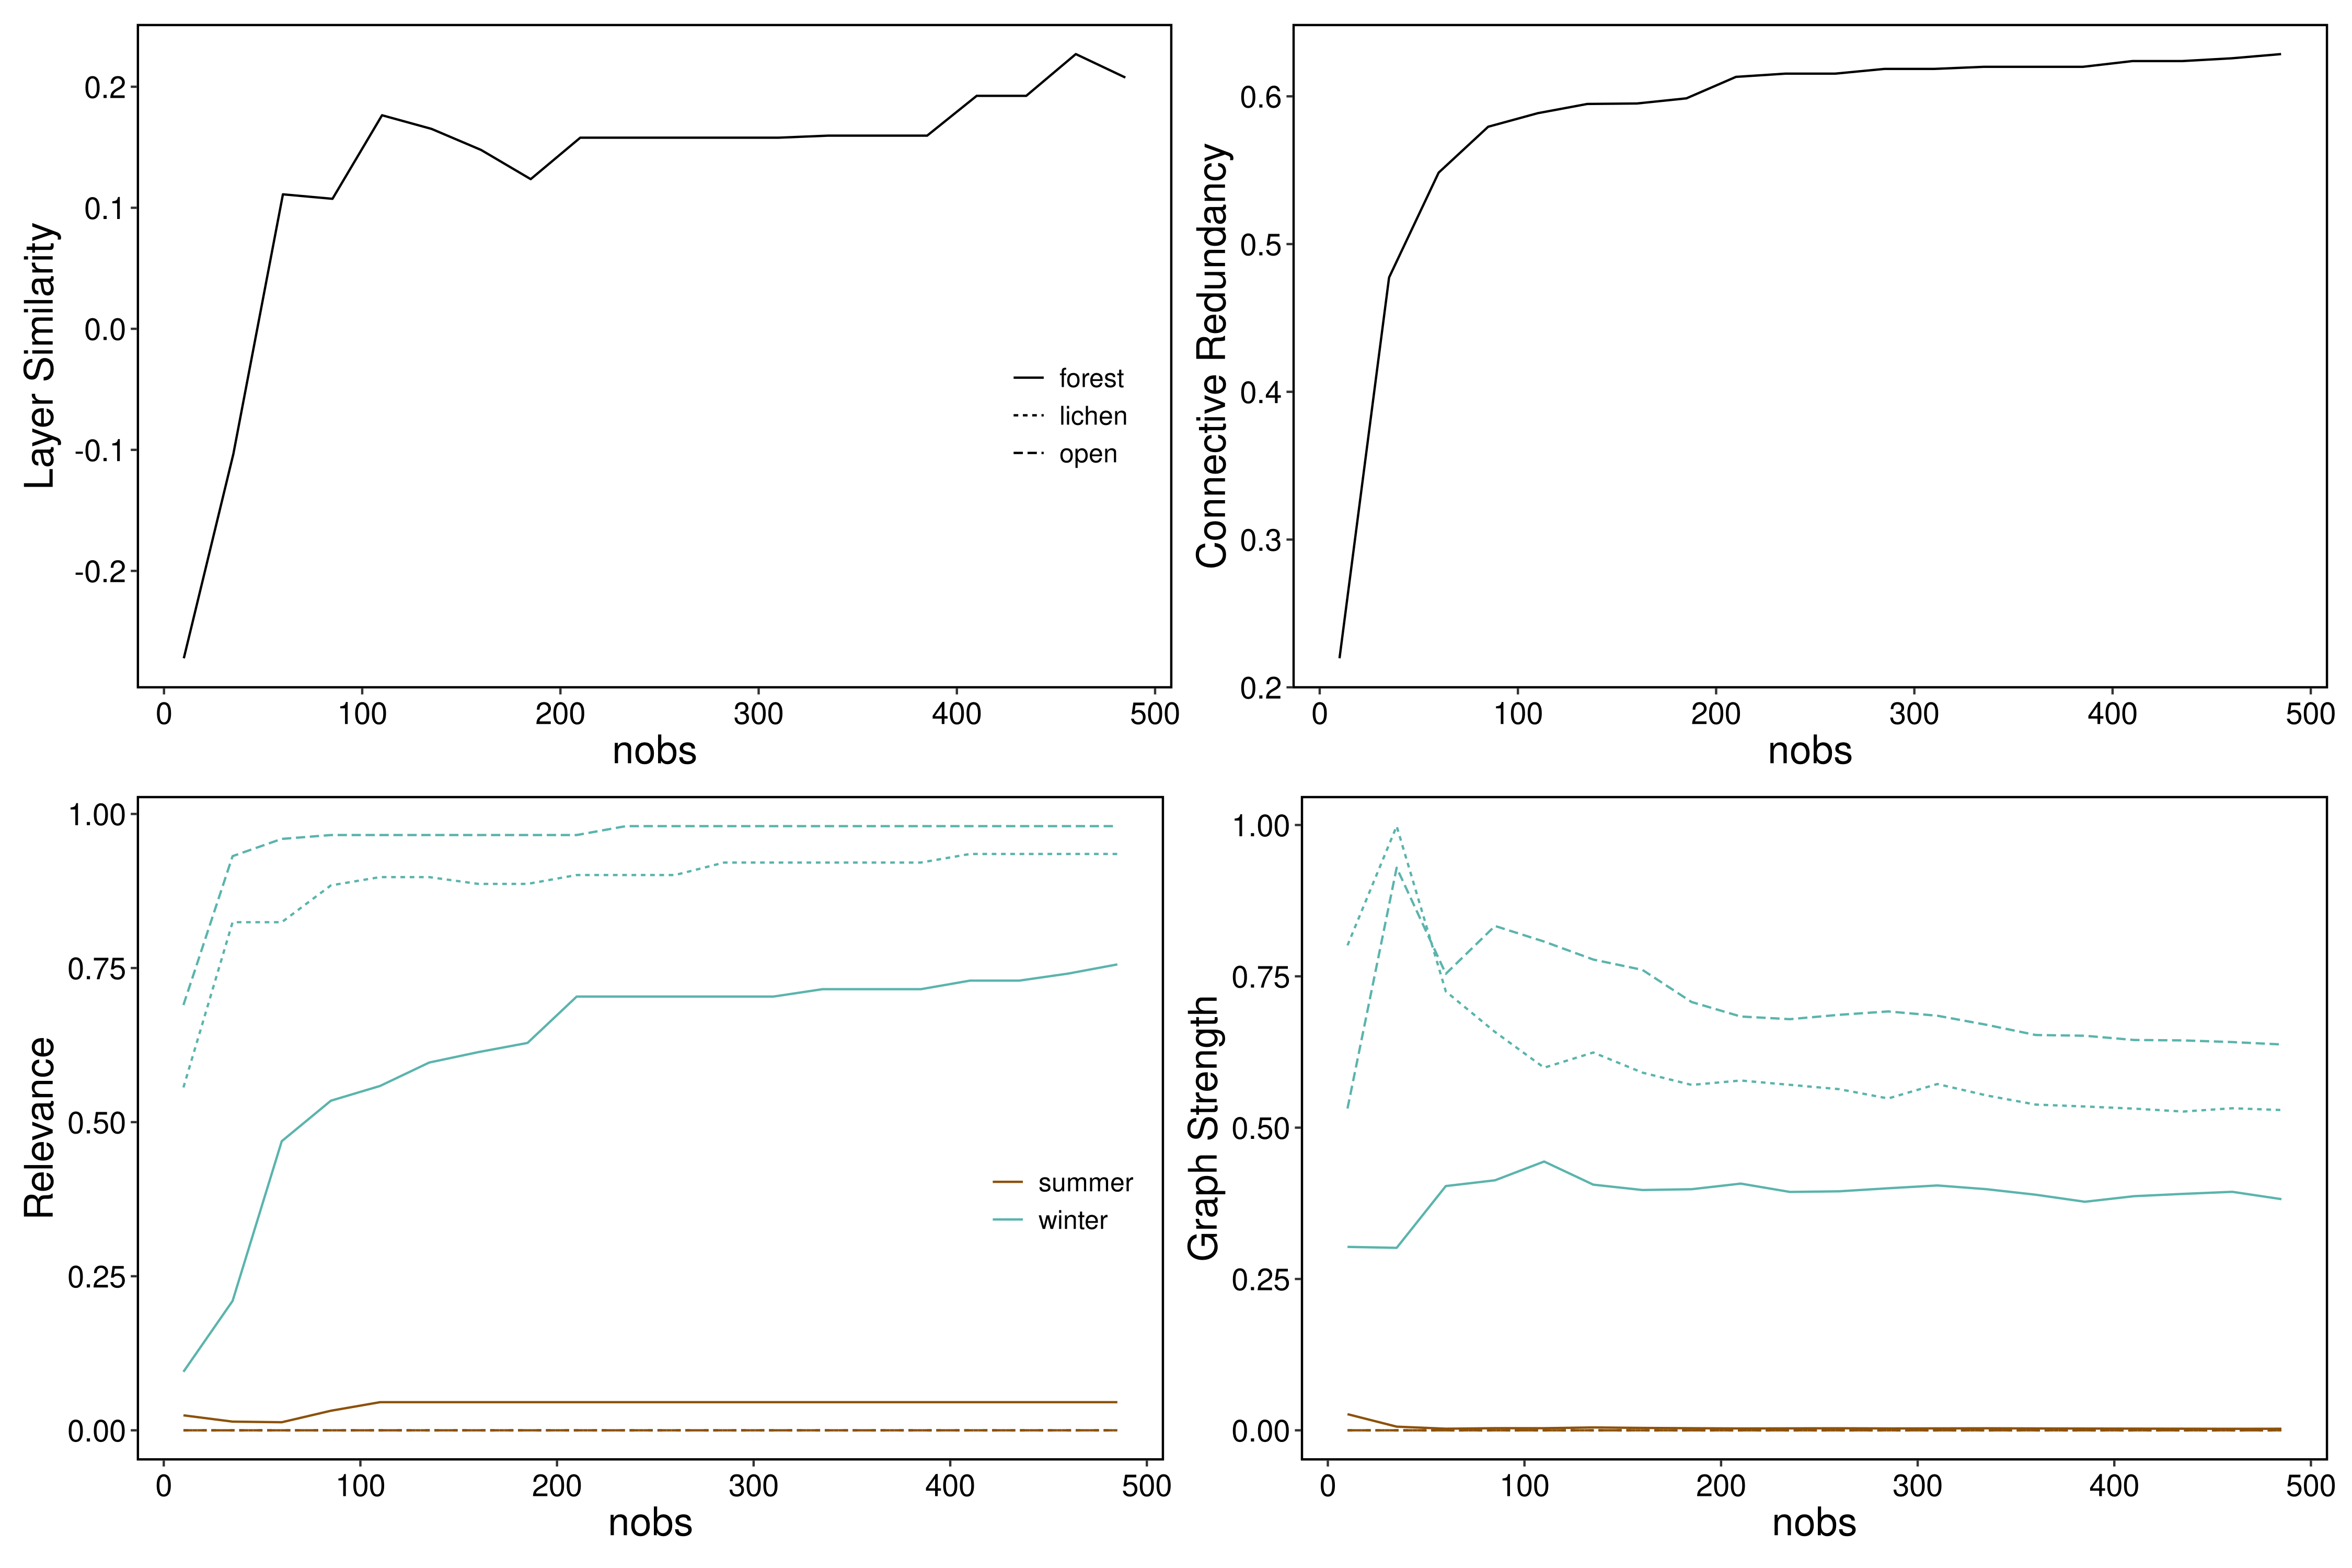 Layer Similarity
0.2
0.1
0.0
-0.1
-0.2
forest
lichen
open
0 100 200 300 400 500
nobs
Connective Redundancy
0.6
0.5
0.4
0.3
0.2
0 100 200 300 400 500
nobs
Relevance
1.00
0.75
0.50
0.25
0.00
summer
winter
0 100 200 300 400 500
nobs
Graph Strength
1.00
0.75
0.50
0.25
0.00
0 100 200 300 400 500
nobs